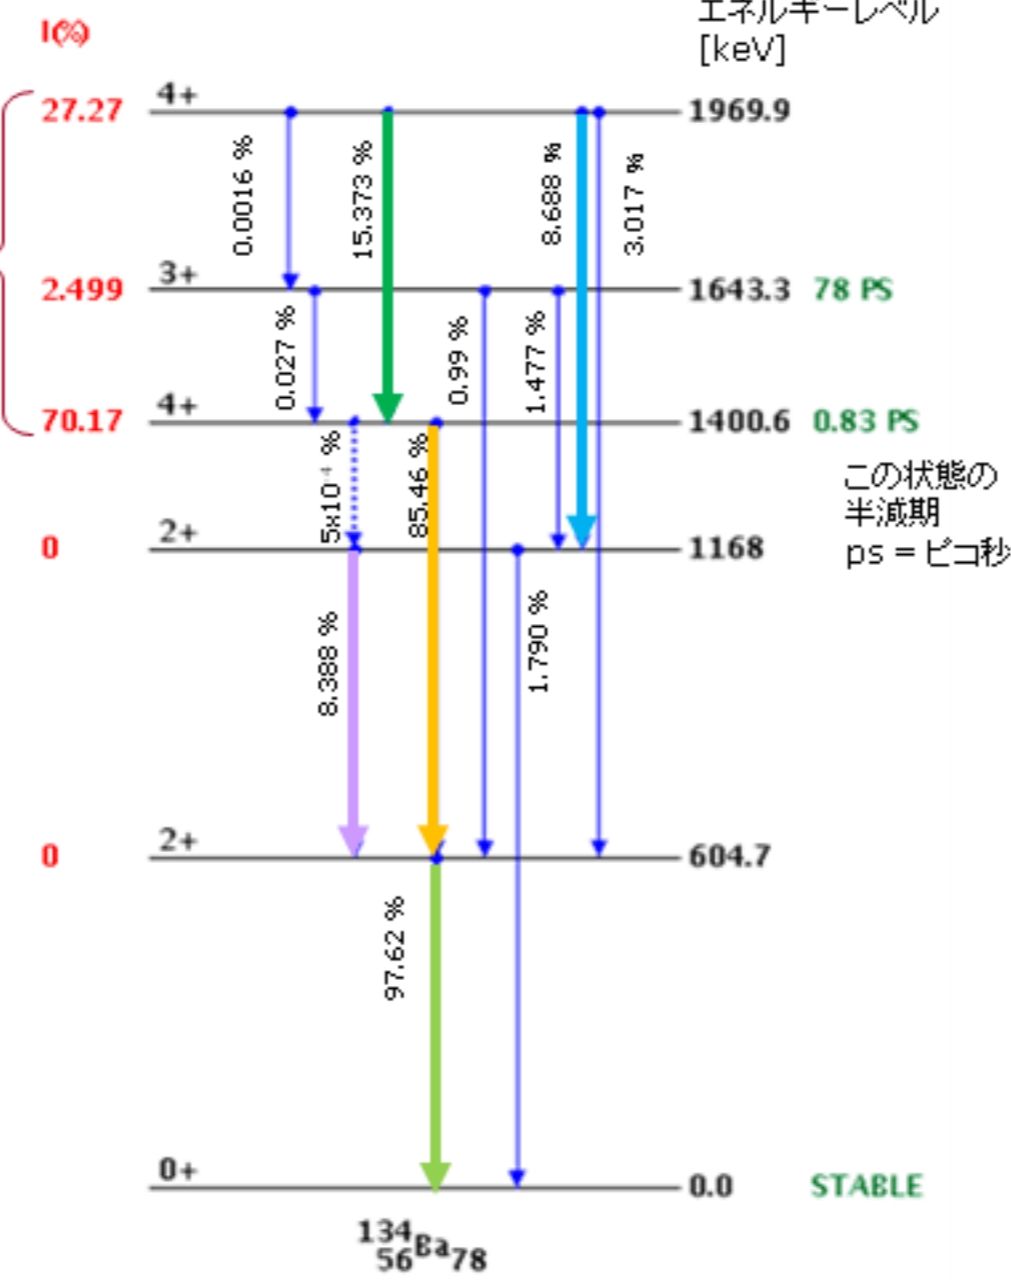 I(%)
エネルギーレベル
[keV]
27.27
4+
1969.9
0.0016 %
15.373 %
8.688 %
3.017 %
2.499
3+
1643.3
78 PS
0.027 %
0.99 %
1.477 %
70.17
4+
1400.6
0.83 PS
5x10⁻⁴ %
85.46 %
この状態の
半減期
ps = ピコ秒
0
2+
1168
8.388 %
1.790 %
0
2+
604.7
97.62 %
0+
0.0
STABLE
134
56Ba78